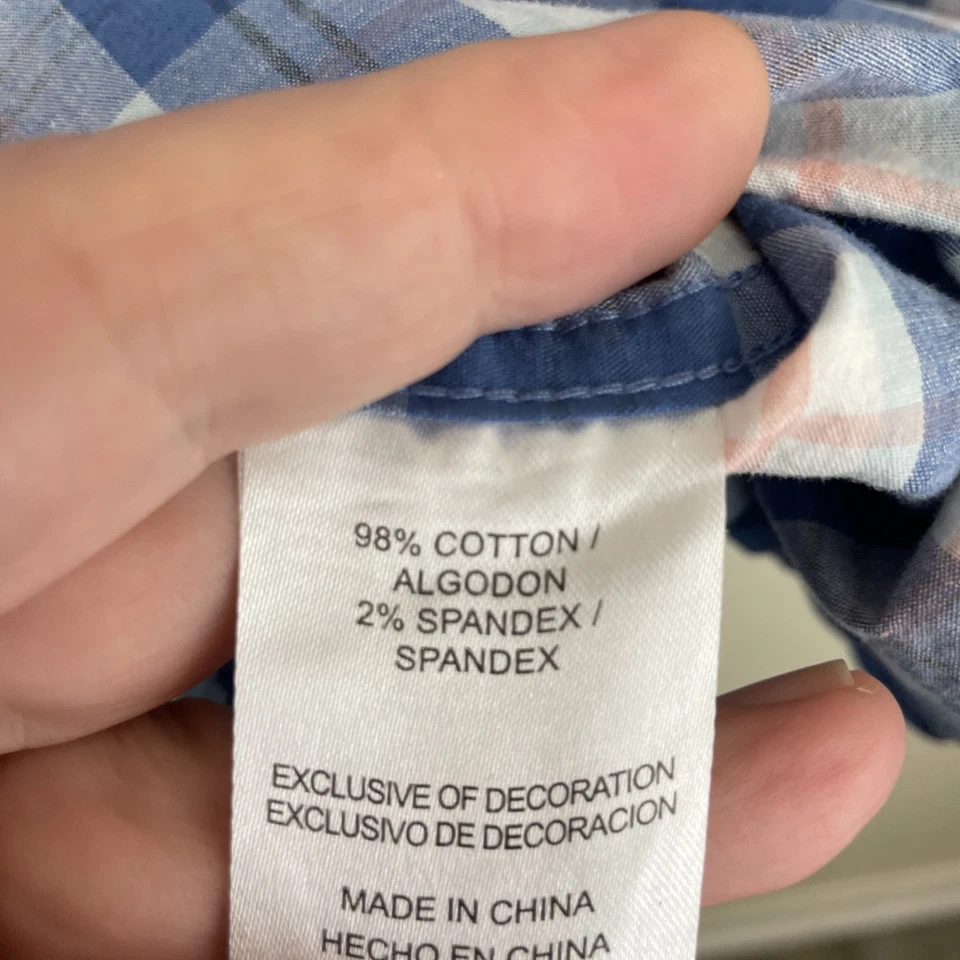 98% COTTON /
ALGODON
2% SPANDEX /
SPANDEX
EXCLUSIVE OF DECORATION
EXCLUSIVO DE DECORACION
MADE IN CHINA
HECHO EN CHINA